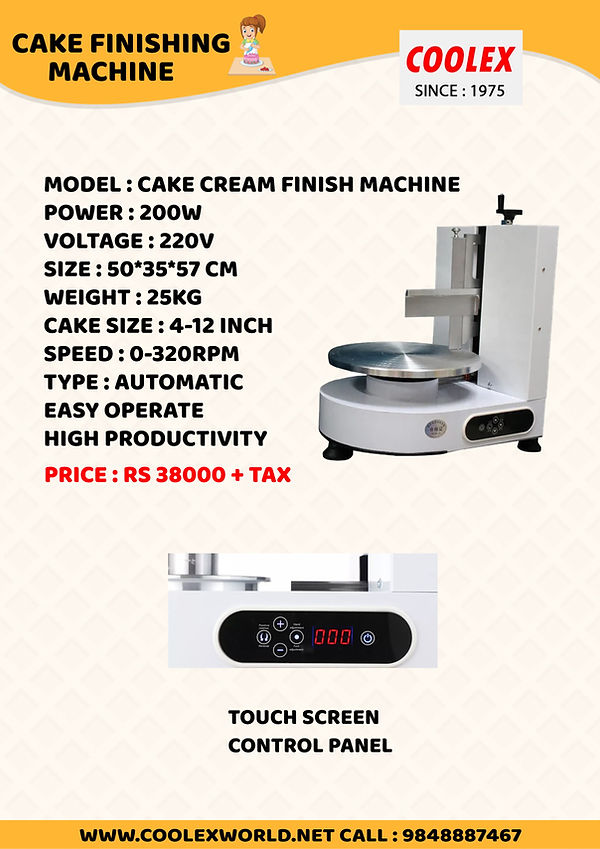 CAKE FINISHING
MACHINE
COOLEX
SINCE : 1975
MODEL : CAKE CREAM FINISH MACHINE
POWER : 200W
VOLTAGE : 220V
SIZE : 50*35*57 CM
WEIGHT : 25KG
CAKE SIZE : 4-12 INCH
SPEED : 0-320RPM
TYPE : AUTOMATIC
EASY OPERATE
HIGH PRODUCTIVITY
PRICE : RS 38000 + TAX
000
TOUCH SCREEN
CONTROL PANEL
WWW.COOLEXWORLD.NET CALL : 9848887467